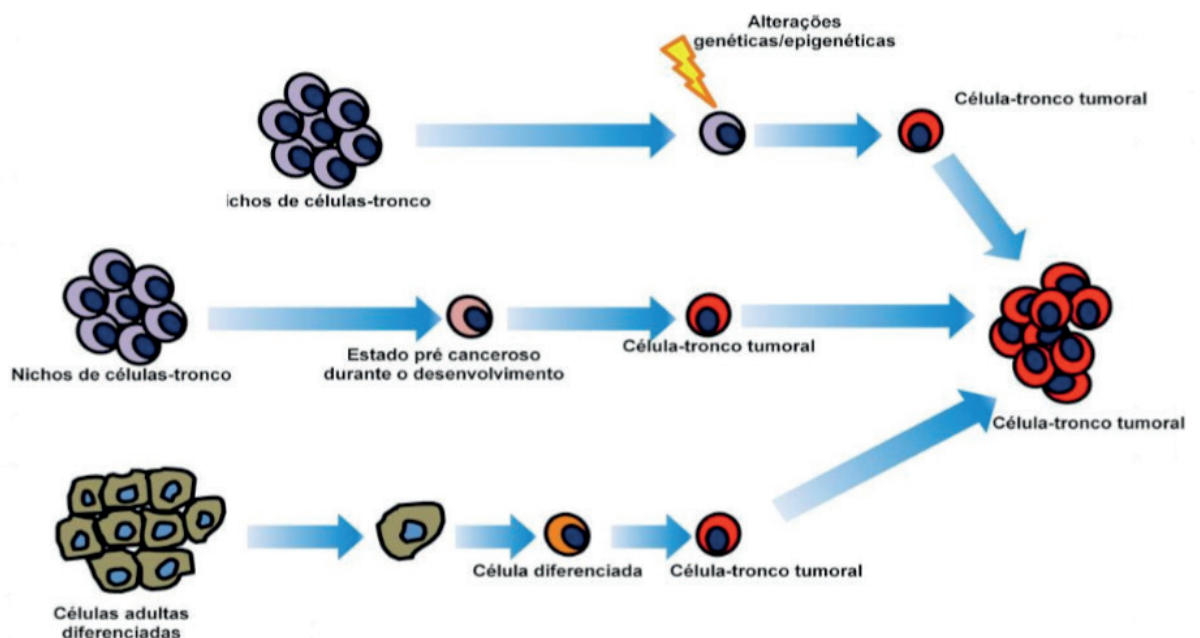 Alterações
genéticas/epigenéticas
Célula-tronco tumoral
ichos de células-tronco
Nichos de células-tronco
Estado pré canceroso
durante o desenvolvimento
Célula-tronco tumoral
Célula-tronco tumoral
Célula diferenciada
Célula-tronco tumoral
Células adultas
diferenciadas